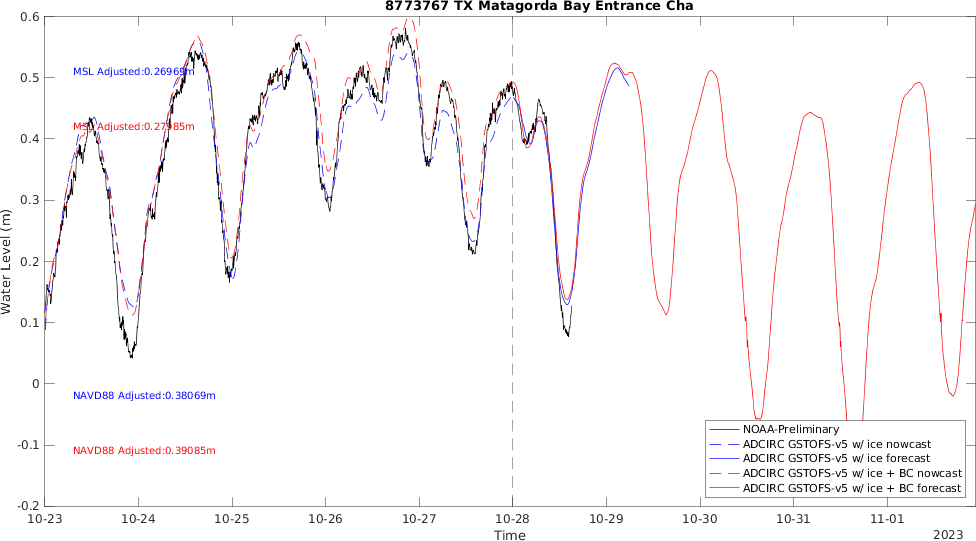 8773767 TX Matagorda Bay Entrance Cha
0.6
0.5
0.4
0.3
0.2
0.1
0
-0.1
-0.2
Water Level (m)
MSL Adjusted:0.26969m
MSL Adjusted:0.27985m
NAVD88 Adjusted:0.38069m
NAVD88 Adjusted:0.39085m
NOAA-Preliminary
ADCIRC GSTOFS-v5 w/ ice nowcast
ADCIRC GSTOFS-v5 w/ ice forecast
ADCIRC GSTOFS-v5 w/ ice + BC nowcast
ADCIRC GSTOFS-v5 w/ ice + BC forecast
10-23 10-24 10-25 10-26 10-27 10-28 10-29 10-30 10-31 11-01
Time
2023